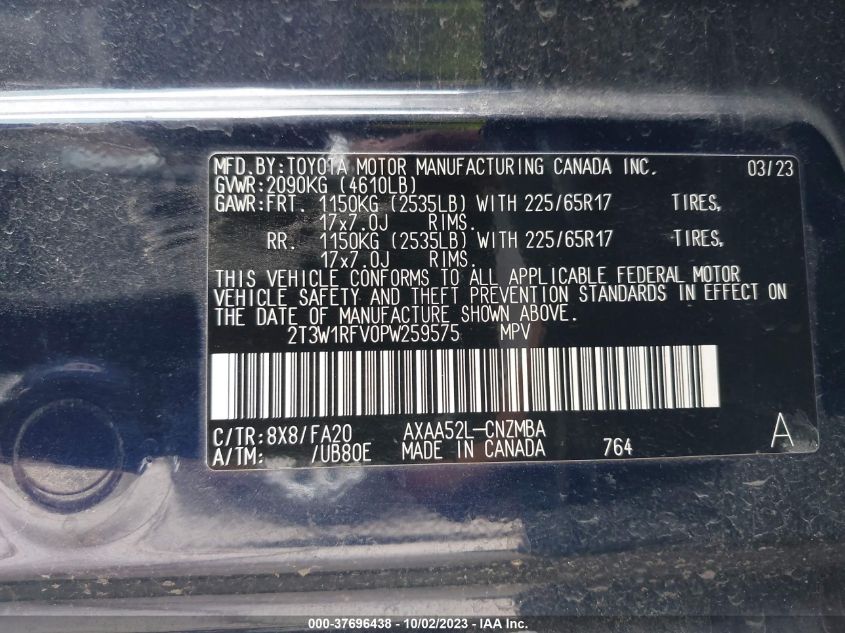 MFD.BY:TOYOTA MOTOR MANUFACTURING CANADA INC. 03/23
GVWR:2090KG (4610LB)
GAWR:FRT. 1150KG (2535LB) WITH 225/65R17 TIRES,
17x7.0J RIMS.
RR. 1150KG (2535LB) WITH 225/65R17 TIRES,
17x7.0J RIMS.
THIS VEHICLE CONFORMS TO ALL APPLICABLE FEDERAL MOTOR
VEHICLE SAFETY AND THEFT PREVENTION STANDARDS IN EFFECT ON
THE DATE OF MANUFACTURE SHOWN ABOVE.
2T3W1RFV0PW259575 MPV
C/TR:8X8/FA20 AXAA52L-CNZMBA A
A/TM: /UB80E MADE IN CANADA 764
000-37696438 - 10/02/2023 - IAA Inc.